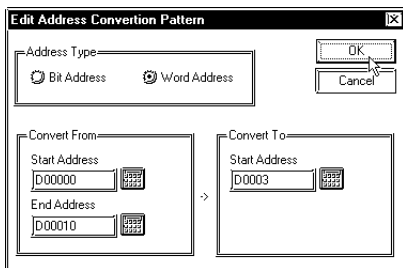 Edit Address Convertion Pattern
Address Type
Bit Address
Word Address
OK
Cancel
Convert From
Start Address
D00000
End Address
D00010
->
Convert To
Start Address
D0003